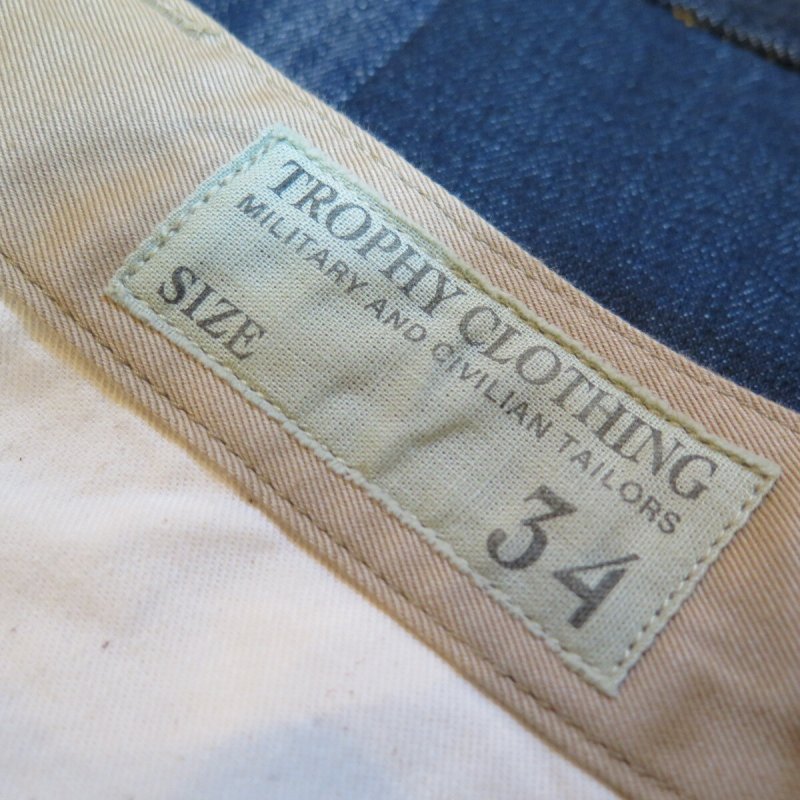 TROPHY CLOTHING
MILITARY AND CIVILIAN TAILORS
SIZE
34